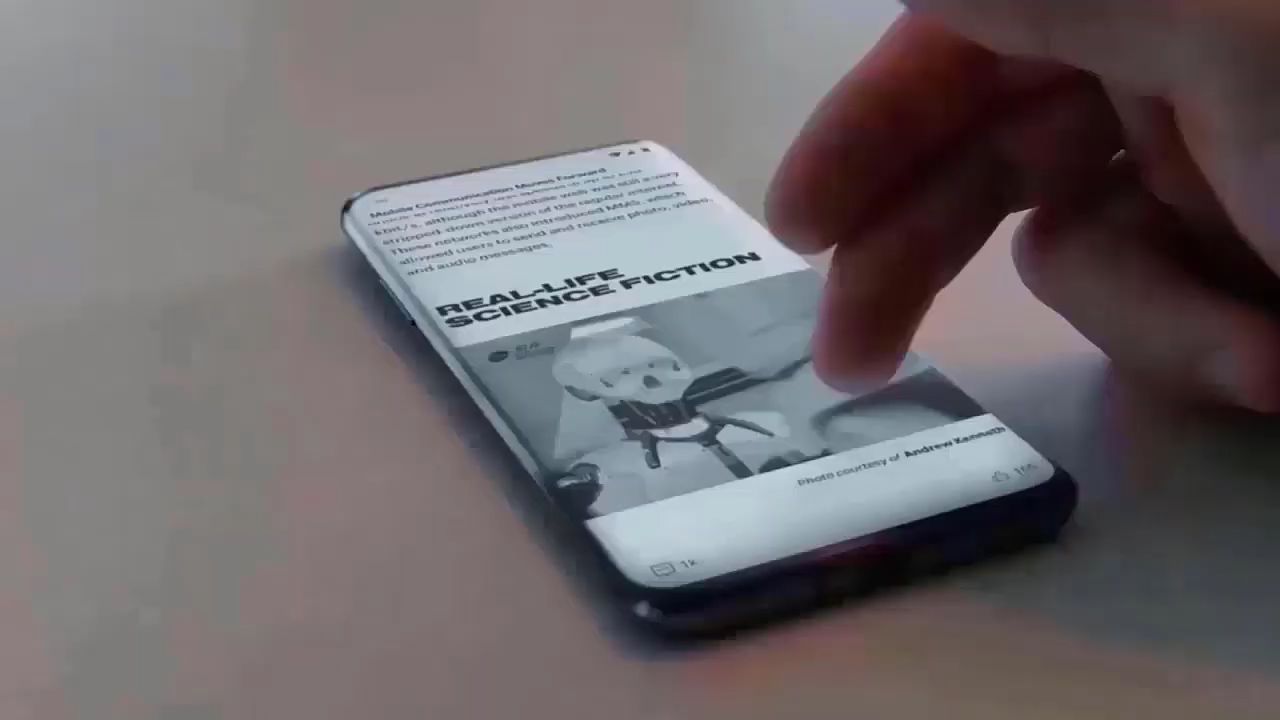 Mobile Communication Moves Forward
kbit/s, although the mobile web was still a very
stripped-down version of the regular internet.
These networks also introduced MMS, which
allowed users to send and receive photo, video,
and audio messages.
REAL-LIFE
SCIENCE FICTION
Photo courtesy of Andrew Kenneth
1k